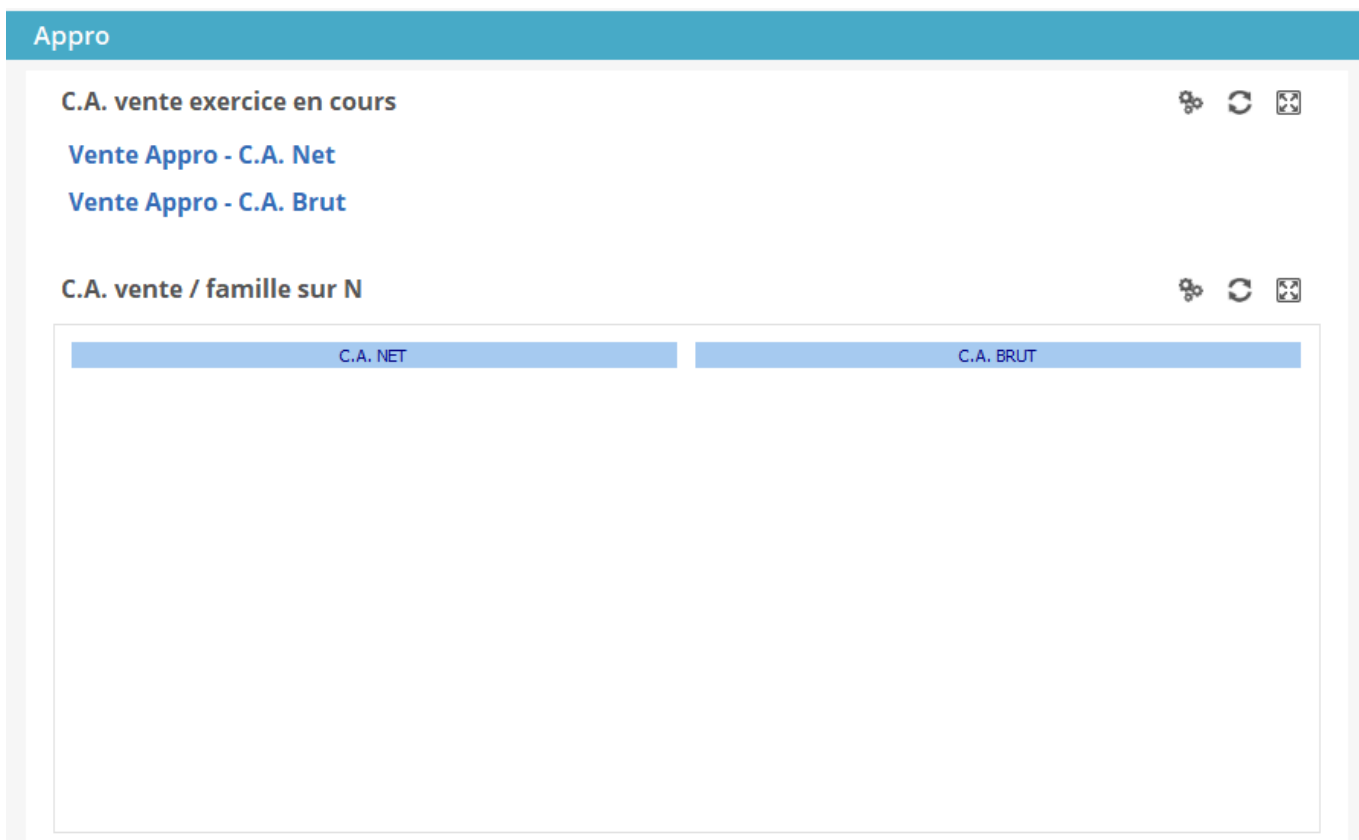 Appro
C.A. vente exercice en cours
Vente Appro - C.A. Net
Vente Appro - C.A. Brut
C.A. vente / famille sur N
C.A. NET
C.A. BRUT